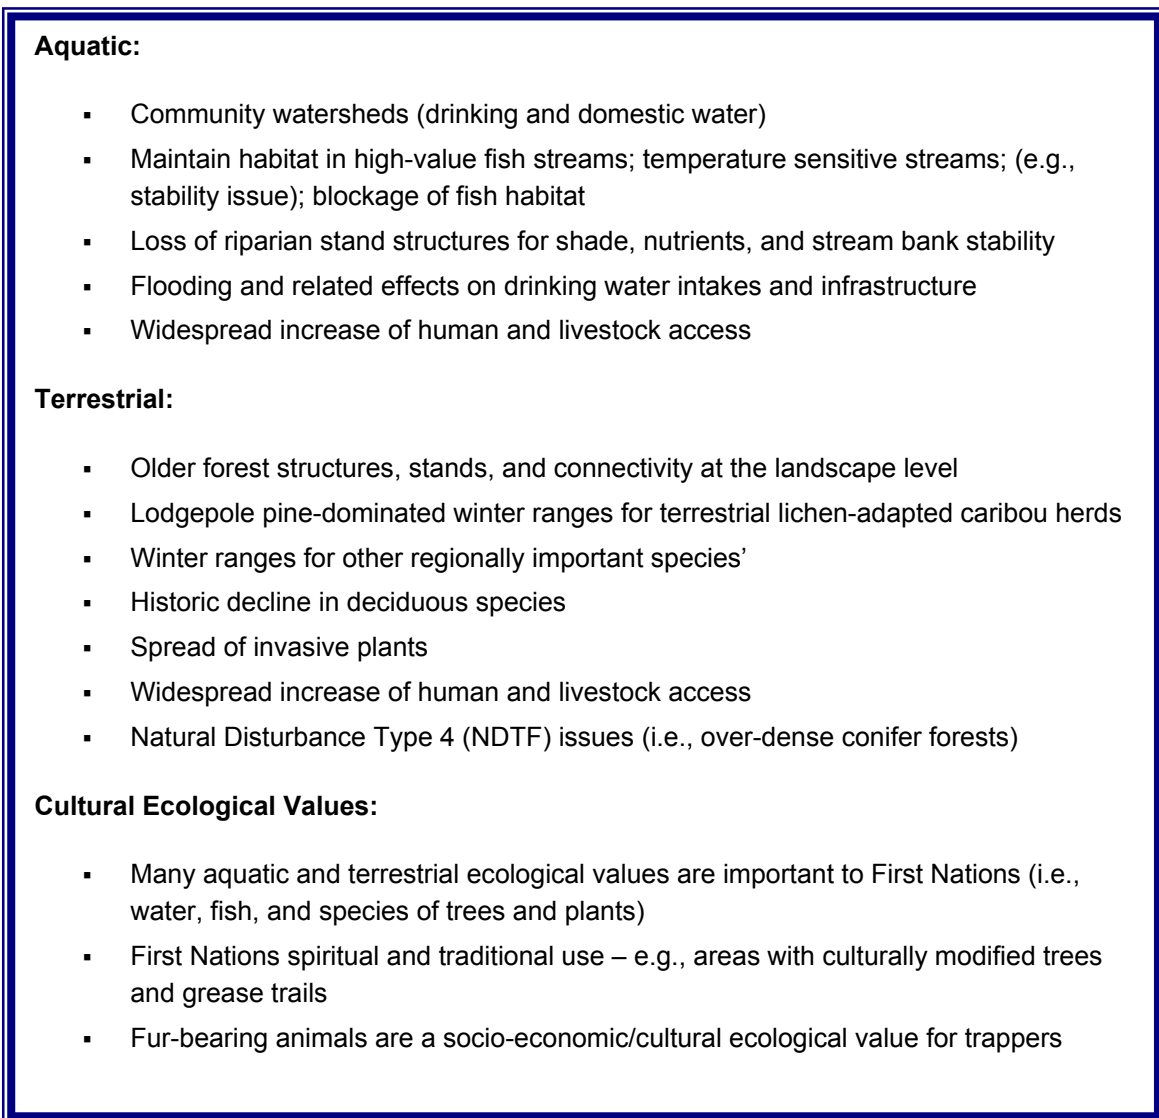 Aquatic:
▪ Community watersheds (drinking and domestic water)
▪ Maintain habitat in high-value fish streams; temperature sensitive streams; (e.g.,
stability issue); blockage of fish habitat
▪ Loss of riparian stand structures for shade, nutrients, and stream bank stability
▪ Flooding and related effects on drinking water intakes and infrastructure
▪ Widespread increase of human and livestock access
Terrestrial:
▪ Older forest structures, stands, and connectivity at the landscape level
▪ Lodgepole pine-dominated winter ranges for terrestrial lichen-adapted caribou herds
▪ Winter ranges for other regionally important species’
▪ Historic decline in deciduous species
▪ Spread of invasive plants
▪ Widespread increase of human and livestock access
▪ Natural Disturbance Type 4 (NDTF) issues (i.e., over-dense conifer forests)
Cultural Ecological Values:
▪ Many aquatic and terrestrial ecological values are important to First Nations (i.e.,
water, fish, and species of trees and plants)
▪ First Nations spiritual and traditional use – e.g., areas with culturally modified trees
and grease trails
▪ Fur-bearing animals are a socio-economic/cultural ecological value for trappers